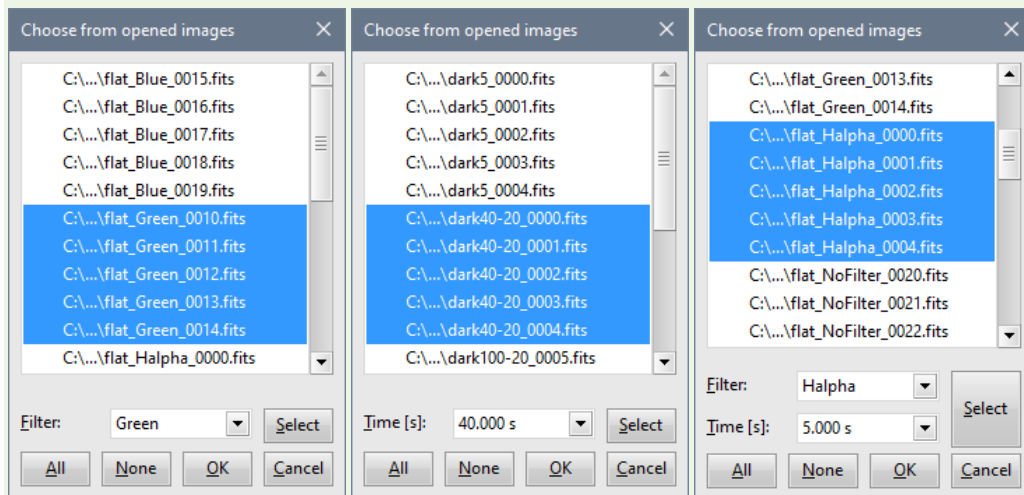 Choose from opened images
C:\...\flat_Blue_0015.fits
C:\...\flat_Blue_0016.fits
C:\...\flat_Blue_0017.fits
C:\...\flat_Blue_0018.fits
C:\...\flat_Blue_0019.fits
C:\...\flat_Green_0010.fits
C:\...\flat_Green_0011.fits
C:\...\flat_Green_0012.fits
C:\...\flat_Green_0013.fits
C:\...\flat_Green_0014.fits
C:\...\flat_Halpha_0000.fits
Filter: Green Select
All None OK Cancel
Choose from opened images
C:\...\dark5_0000.fits
C:\...\dark5_0001.fits
C:\...\dark5_0002.fits
C:\...\dark5_0003.fits
C:\...\dark5_0004.fits
C:\...\dark40-20_0000.fits
C:\...\dark40-20_0001.fits
C:\...\dark40-20_0002.fits
C:\...\dark40-20_0003.fits
C:\...\dark40-20_0004.fits
C:\...\dark100-20_0005.fits
Time [s]: 40.000 s Select
All None OK Cancel
Choose from opened images
C:\...\flat_Green_0013.fits
C:\...\flat_Green_0014.fits
C:\...\flat_Halpha_0000.fits
C:\...\flat_Halpha_0001.fits
C:\...\flat_Halpha_0002.fits
C:\...\flat_Halpha_0003.fits
C:\...\flat_Halpha_0004.fits
C:\...\flat_NoFilter_0020.fits
C:\...\flat_NoFilter_0021.fits
C:\...\flat_NoFilter_0022.fits
Filter: Halpha
Select
Time [s]: 5.000 s
All None OK Cancel